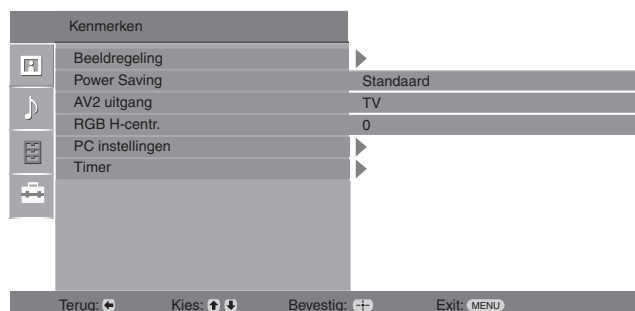 Kenmerken
Beeldregeling
Power Saving Standaard
AV2 uitgang TV
RGB H-centr. 0
PC instellingen
Timer
Terug: Kies: Bevestig: Exit: MENU